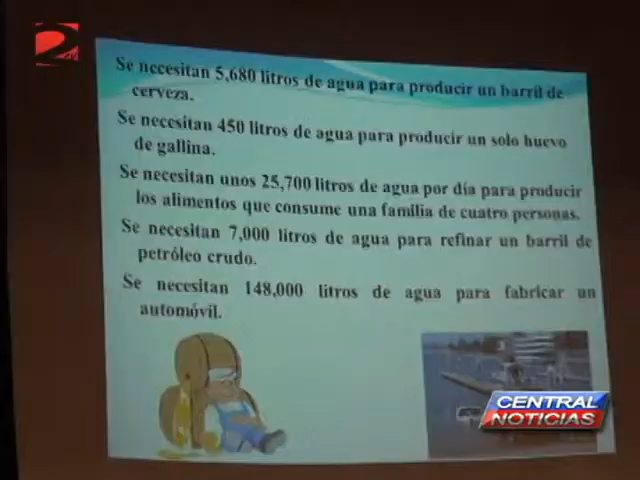 2
TV
Se necesitan 5,680 litros de agua para producir un barril de
cerveza.
Se necesitan 450 litros de agua para producir un solo huevo
de gallina.
Se necesitan unos 25,700 litros de agua por día para producir
los alimentos que consume una familia de cuatro personas.
Se necesitan 7,000 litros de agua para refinar un barril de
petróleo crudo.
Se necesitan 148,000 litros de agua para fabricar un
automóvil.
CENTRAL
NOTICIAS